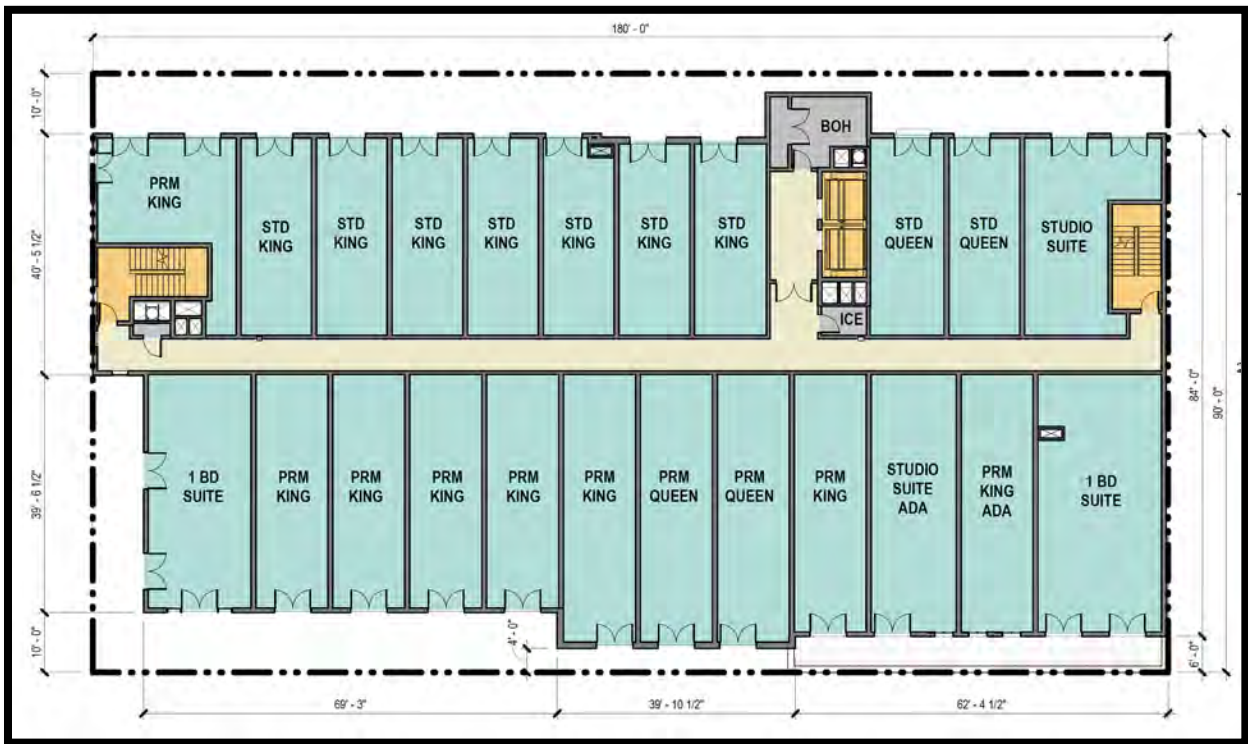 180' - 0"
10' - 0"
40' - 5 1/2"
39' - 6 1/2"
10' - 0"
BOH
PRM
KING
STD
KING
STD
KING
STD
KING
STD
KING
STD
KING
STD
KING
STD
KING
STD
QUEEN
STD
QUEEN
STUDIO
SUITE
ICE
84' - 0"
90' - 0"
1 BD
SUITE
PRM
KING
PRM
KING
PRM
KING
PRM
KING
PRM
KING
PRM
QUEEN
PRM
QUEEN
PRM
KING
STUDIO
SUITE
ADA
PRM
KING
ADA
1 BD
SUITE
4' - 0"
6' - 0"
69' - 3"
39' - 10 1/2"
62' - 4 1/2"